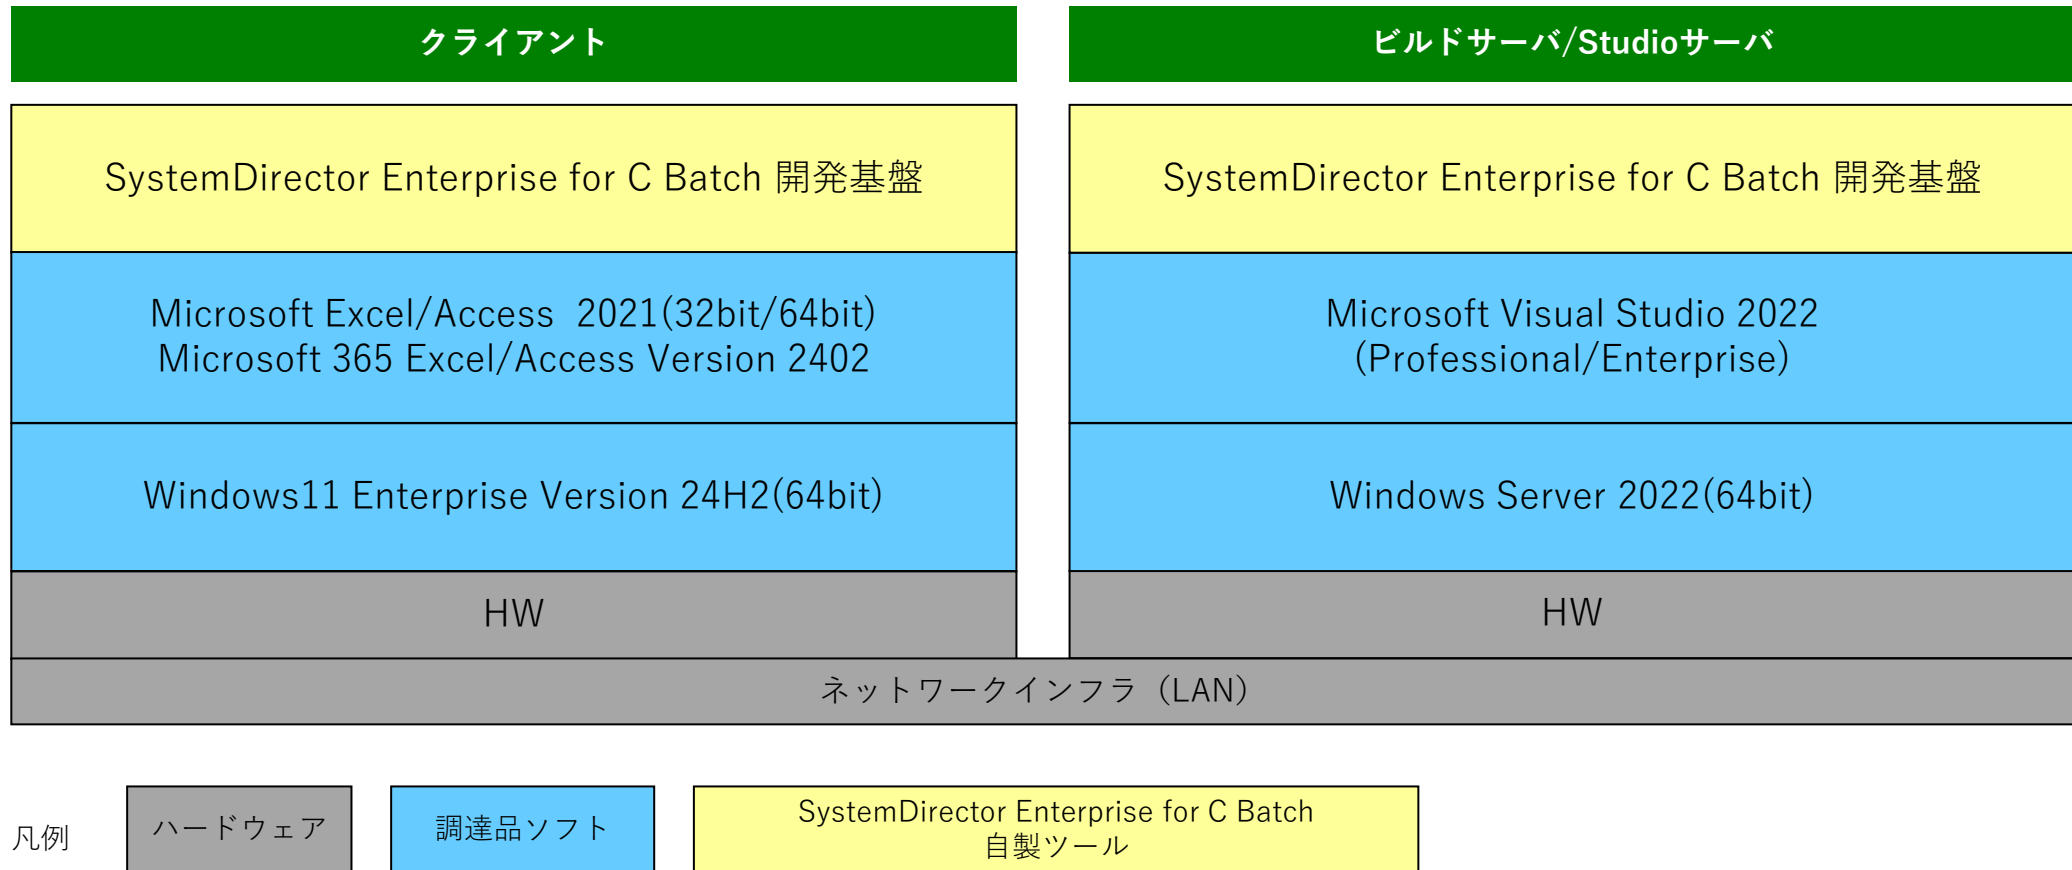 クライアント
ビルドサーバ/Studioサーバ
SystemDirector Enterprise for C Batch 開発基盤
SystemDirector Enterprise for C Batch 開発基盤
Microsoft Excel/Access 2021(32bit/64bit)
Microsoft 365 Excel/Access Version 2402
Microsoft Visual Studio 2022
(Professional/Enterprise)
Windows11 Enterprise Version 24H2(64bit)
Windows Server 2022(64bit)
HW
HW
ネットワークインフラ（LAN）
凡例
ハードウェア
調達品ソフト
SystemDirector Enterprise for C Batch
自製ツール